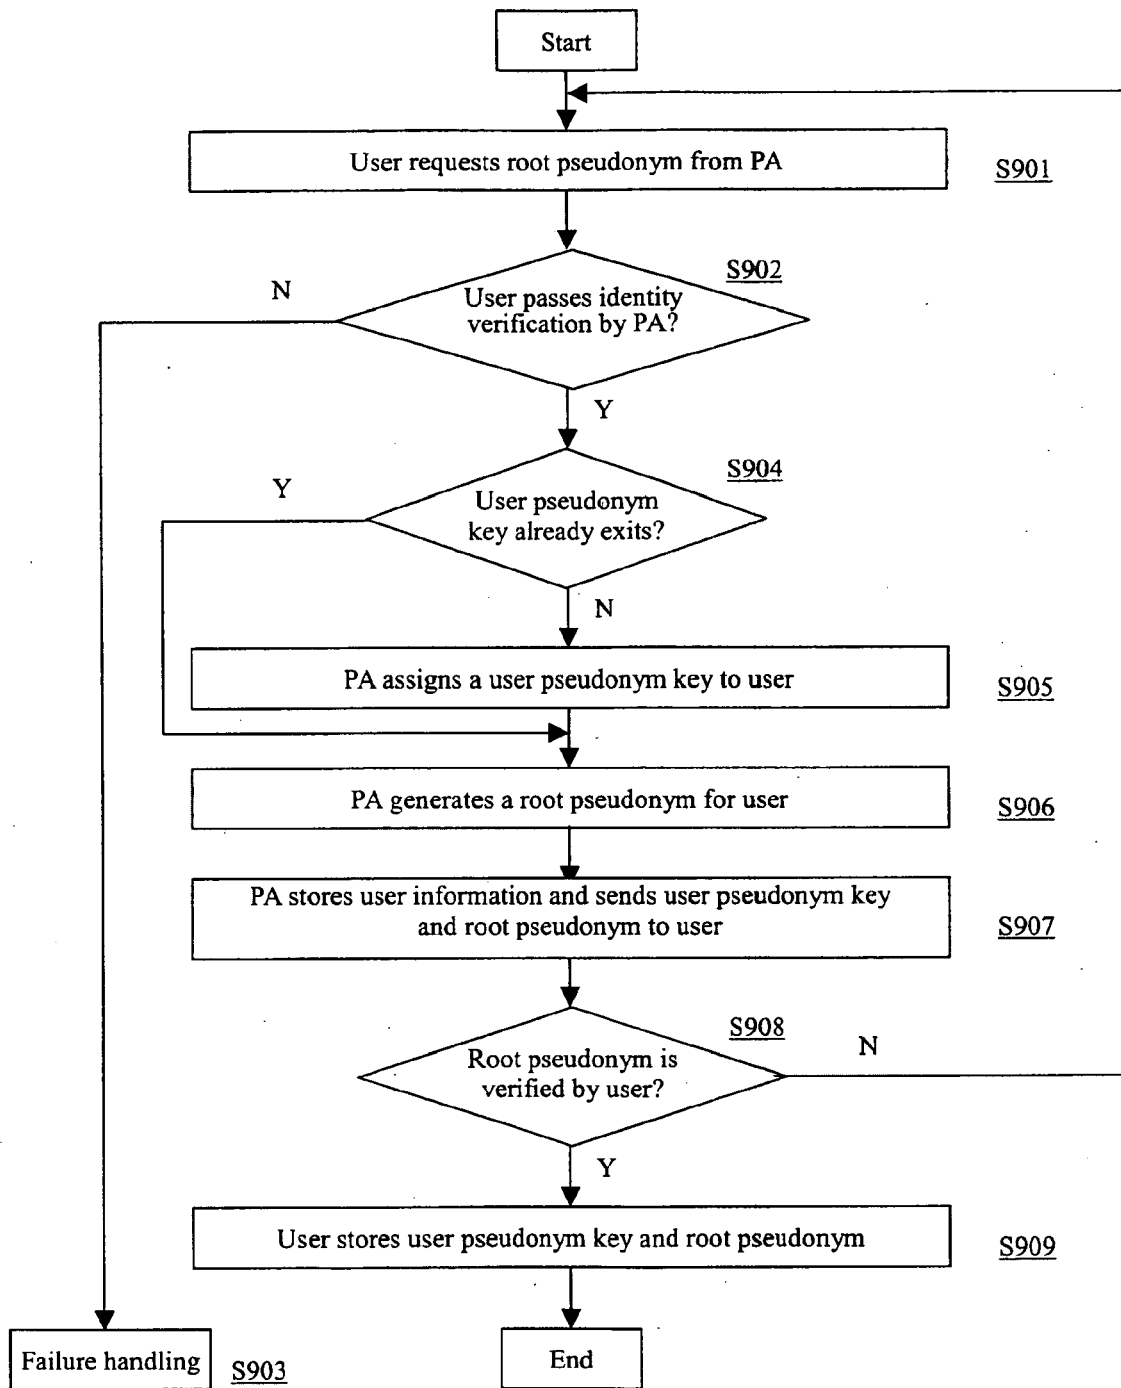 Start
User requests root pseudonym from PA
S901
S902
N
User passes identity
verification by PA?
Y
S904
Y
User pseudonym
key already exits?
N
PA assigns a user pseudonym key to user
S905
PA generates a root pseudonym for user
S906
PA stores user information and sends user pseudonym key
and root pseudonym to user
S907
S908
N
Root pseudonym is
verified by user?
Y
User stores user pseudonym key and root pseudonym
S909
Failure handling
S903
End